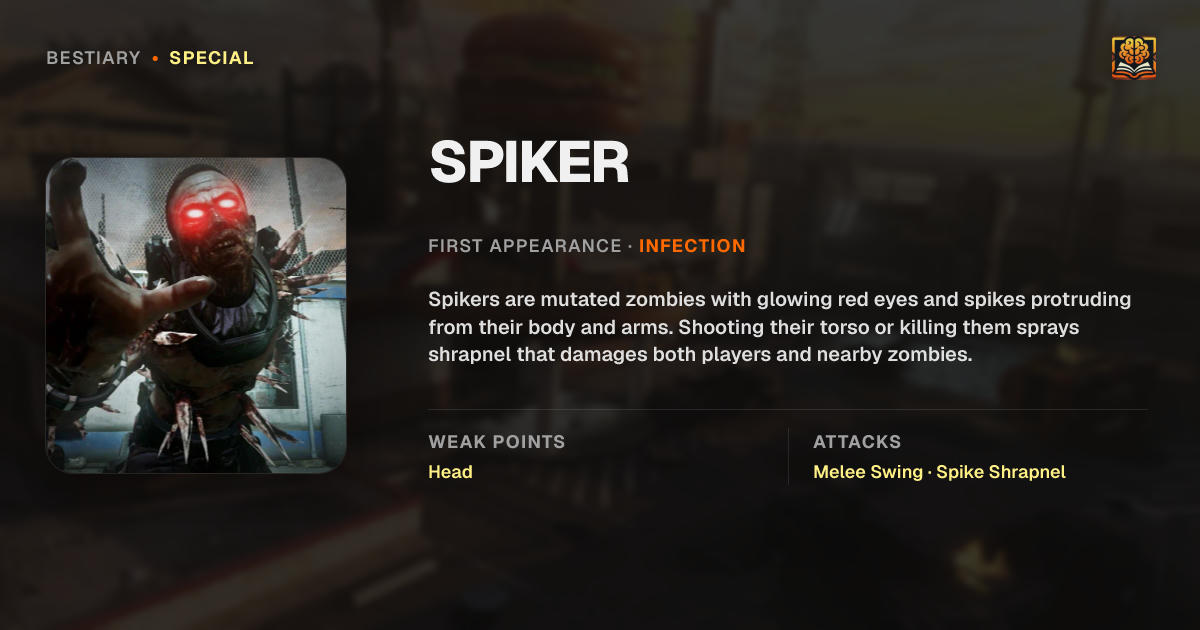 BESTIARY • SPECIAL
SPIKER
FIRST APPEARANCE · INFECTION
Spikers are mutated zombies with glowing red eyes and spikes protruding
from their body and arms. Shooting their torso or killing them sprays
shrapnel that damages both players and nearby zombies.
WEAK POINTS
Head
ATTACKS
Melee Swing · Spike Shrapnel